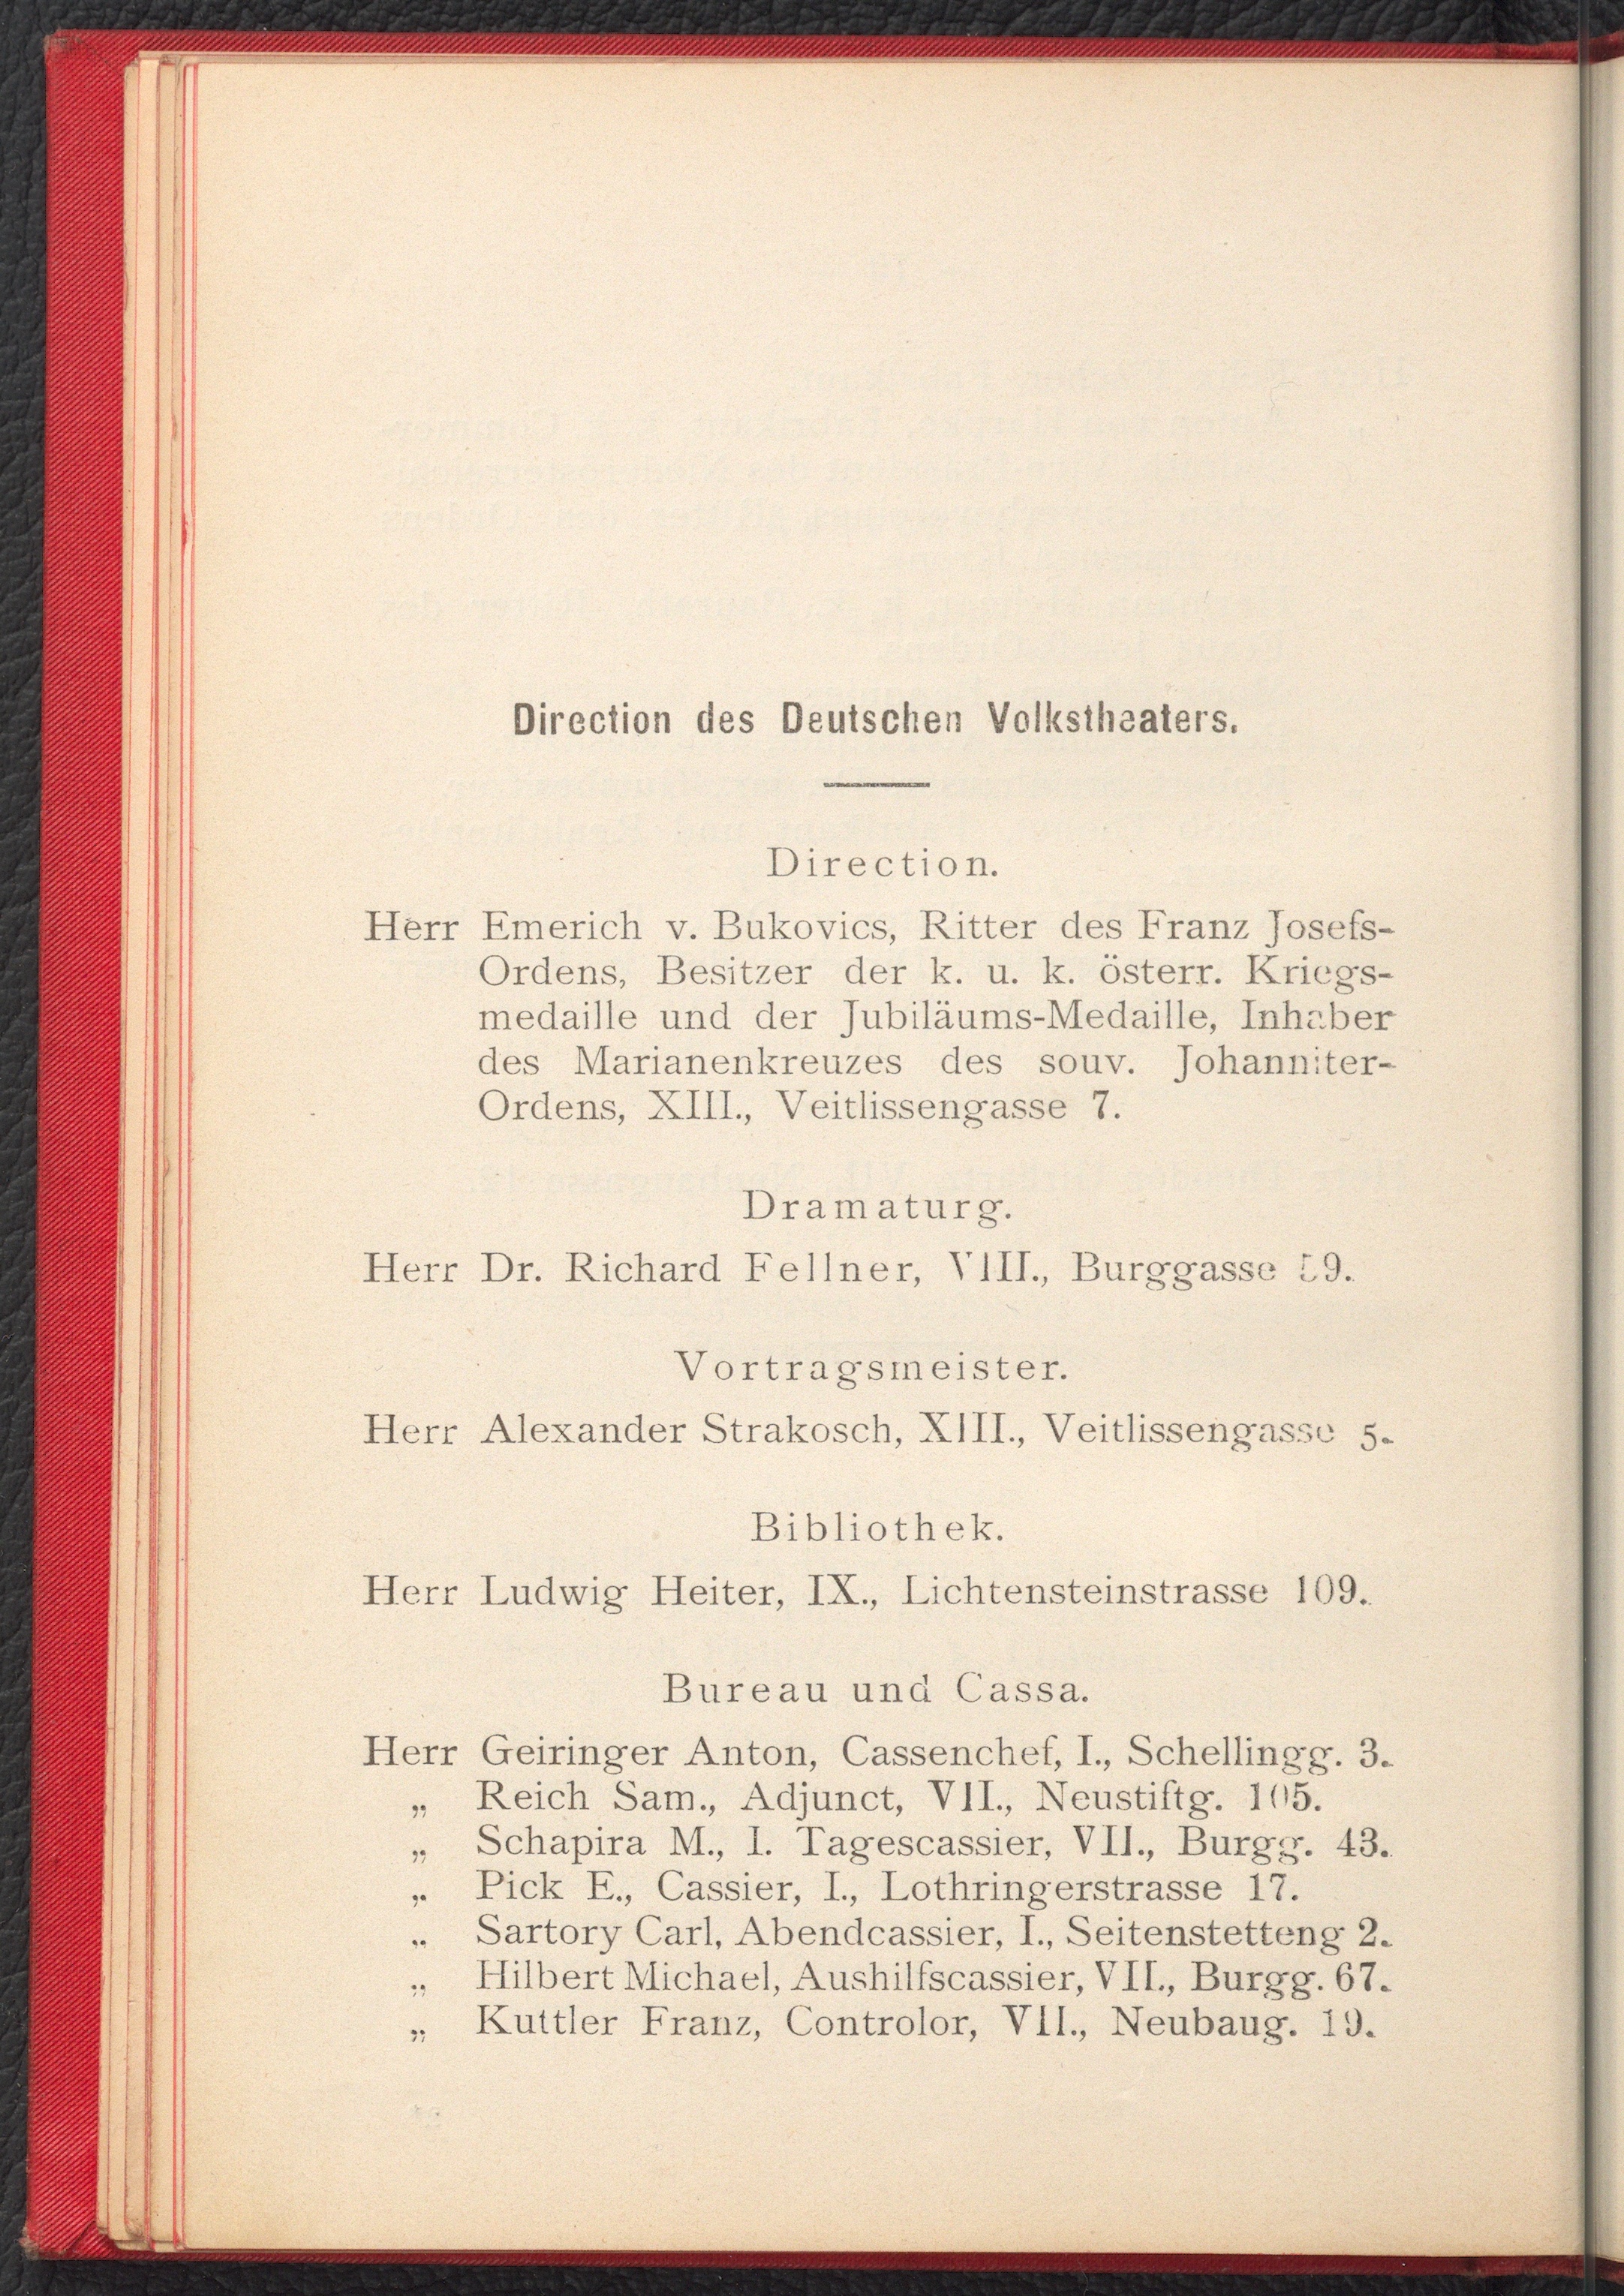 Direction des Deutschen Volkstheaters.
Direction.
Herr Emerich v. Bukovics, Ritter des Franz Josefs-
Ordens, Besitzer der k. u. k. österr. Kriegs-
medaille und der Jubiläums-Medaille, Inhaber
des Marianenkreuzes des souv. Johanniter-
Ordens, XIII., Veitlissengasse 7.
Dramaturg.
Herr Dr. Richard Fellner, VIII., Burggasse 59.
Vortragsmeister.
Herr Alexander Strakosch, XIII., Veitlissengasse 5.
Bibliothek.
Herr Ludwig Heiter, IX., Lichtensteinstrasse 109.
Bureau und Cassa.
Herr Geiringer Anton, Cassenchef, I., Schellingg. 3.
„ Reich Sam., Adjunct, VII., Neustiftg. 105.
„ Schapira M., I. Tagescassier, VII., Burgg. 43.
„ Pick E., Cassier, I., Lothringerstrasse 17.
„ Sartory Carl, Abendcassier, I., Seitenstetteng 2.
„ Hilbert Michael, Aushilfscassier, VII., Burgg. 67.
„ Kuttler Franz, Controlor, VII., Neubaug. 19.